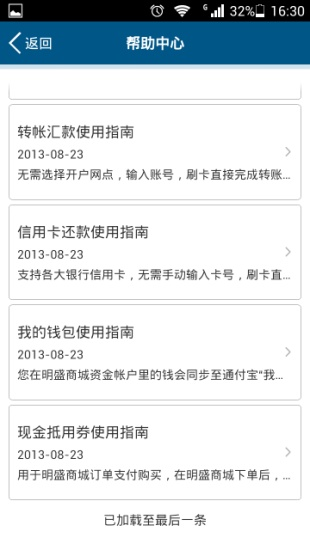 G 32% 16:30
返回 帮助中心
转帐汇款使用指南
2013-08-23
无需选择开户网点，输入账号，刷卡直接完成转账...
信用卡还款使用指南
2013-08-23
支持各大银行信用卡，无需手动输入卡号，刷卡直...
我的钱包使用指南
2013-08-23
您在明盛商城资金帐户里的钱会同步至通付宝“我...
现金抵用券使用指南
2013-08-23
用于明盛商城订单支付购买，在明盛商城下单后，...
已加载至最后一条